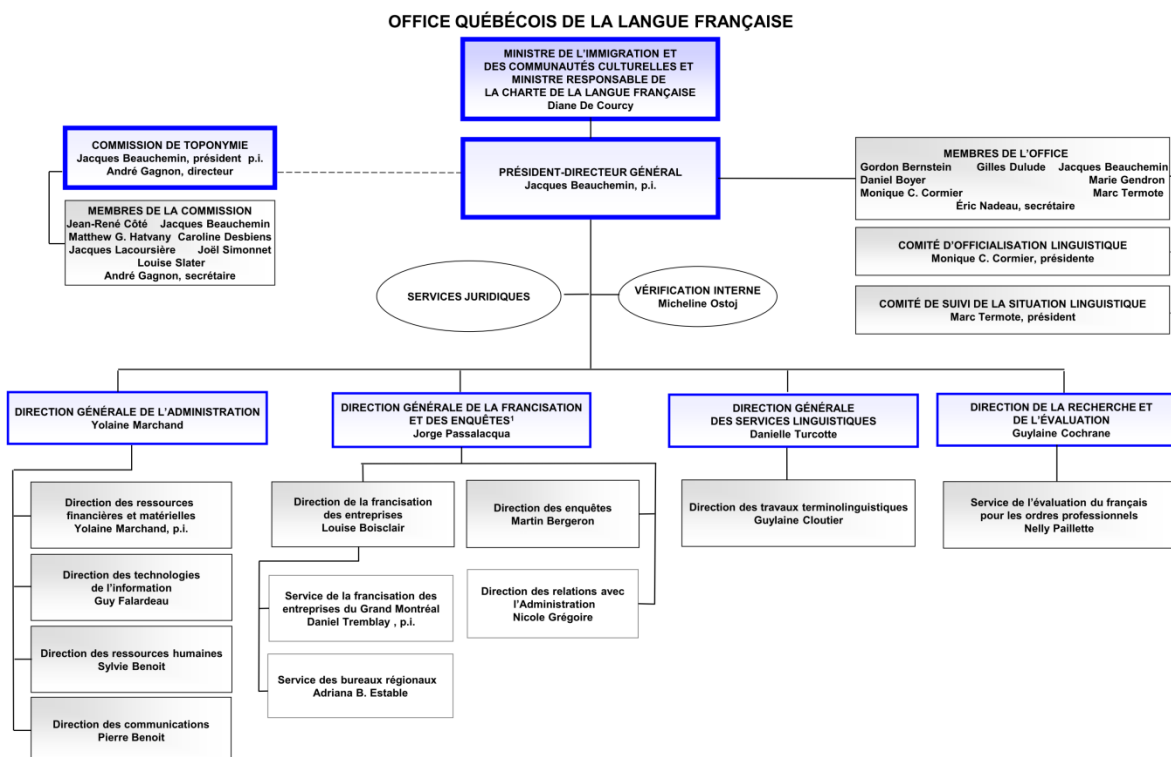 OFFICE QUÉBÉCOIS DE LA LANGUE FRANÇAISE
MINISTRE DE L'IMMIGRATION ET
DES COMMUNAUTÉS CULTURELLES ET
MINISTRE RESPONSABLE DE
LA CHARTE DE LA LANGUE FRANÇAISE
Diane De Courcy
COMMISSION DE TOPONYMIE
Jacques Beauchemin, président p.i.
André Gagnon, directeur
PRÉSIDENT-DIRECTEUR GÉNÉRAL
Jacques Beauchemin, p.i.
MEMBRES DE L'OFFICE
Gordon Bernstein Gilles Dulude Jacques Beauchemin
Daniel Boyer Marie Gendron
Monique C. Cormier Marc Termote
Éric Nadeau, secrétaire
MEMBRES DE LA COMMISSION
Jean-René Côté Jacques Beauchemin
Matthew G. Hatvany Caroline Desbiens
Jacques Lacoursière Joël Simonnet
Louise Slater
André Gagnon, secrétaire
COMITÉ D'OFFICIALISATION LINGUISTIQUE
Monique C. Cormier, présidente
SERVICES JURIDIQUES
VÉRIFICATION INTERNE
Micheline Ostoj
COMITÉ DE SUIVI DE LA SITUATION LINGUISTIQUE
Marc Termote, président
DIRECTION GÉNÉRALE DE L'ADMINISTRATION
Yolaine Marchand
DIRECTION GÉNÉRALE DE LA FRANCISATION
ET DES ENQUÊTES¹
Jorge Passalacqua
DIRECTION GÉNÉRALE
DES SERVICES LINGUISTIQUES
Danielle Turcotte
DIRECTION DE LA RECHERCHE ET
DE L'ÉVALUATION
Guylaine Cochrane
Direction des ressources
financières et matérielles
Yolaine Marchand, p.i.
Direction des technologies
de l'information
Guy Falardeau
Direction des ressources humaines
Sylvie Benoit
Direction des communications
Pierre Benoit
Direction de la francisation
des entreprises
Louise Boisclair
Service de la francisation des
entreprises du Grand Montréal
Daniel Tremblay , p.i.
Service des bureaux régionaux
Adriana B. Estable
Direction des enquêtes
Martin Bergeron
Direction des relations avec
l'Administration
Nicole Grégoire
Direction des travaux terminolinguistiques
Guylaine Cloutier
Service de l'évaluation du français
pour les ordres professionnels
Nelly Paillette